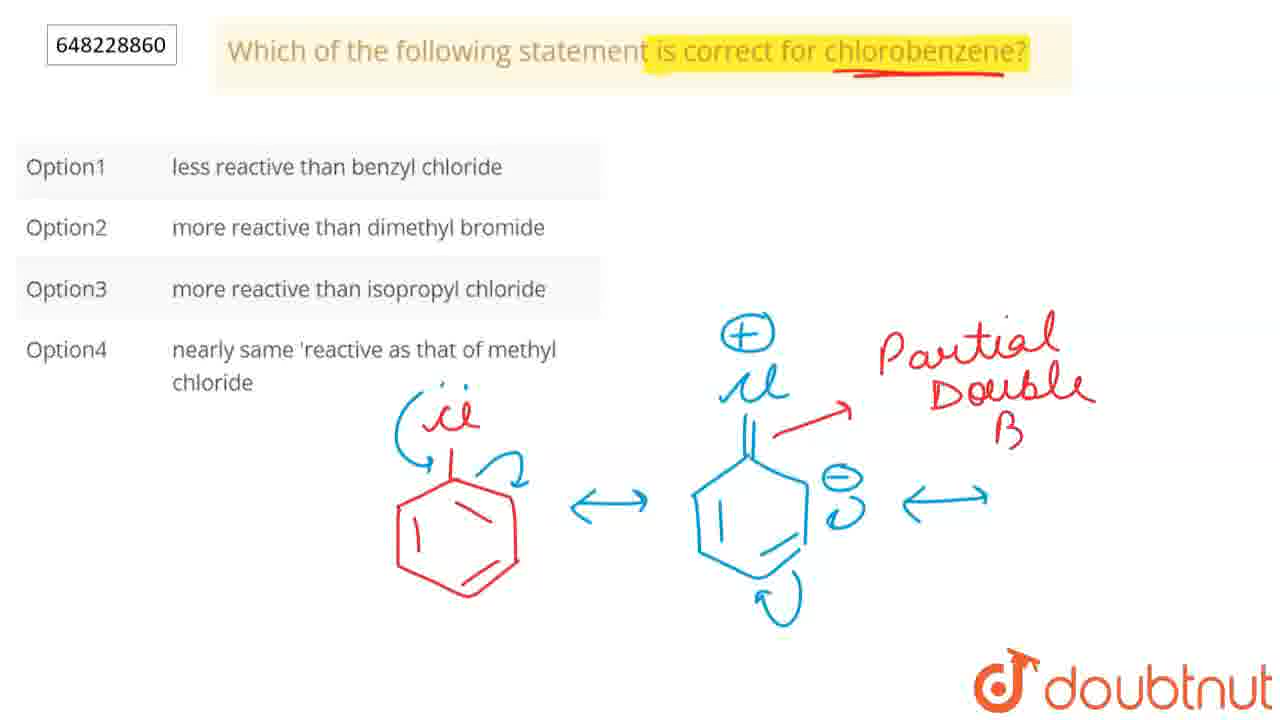 648228860
Which of the following statement is correct for chlorobenzene?
Option1 less reactive than benzyl chloride
Option2 more reactive than dimethyl bromide
Option3 more reactive than isopropyl chloride
Option4 nearly same 'reactive as that of methyl
chloride
+
Cl
Cl
Partial
Double
B
−
doubtnut